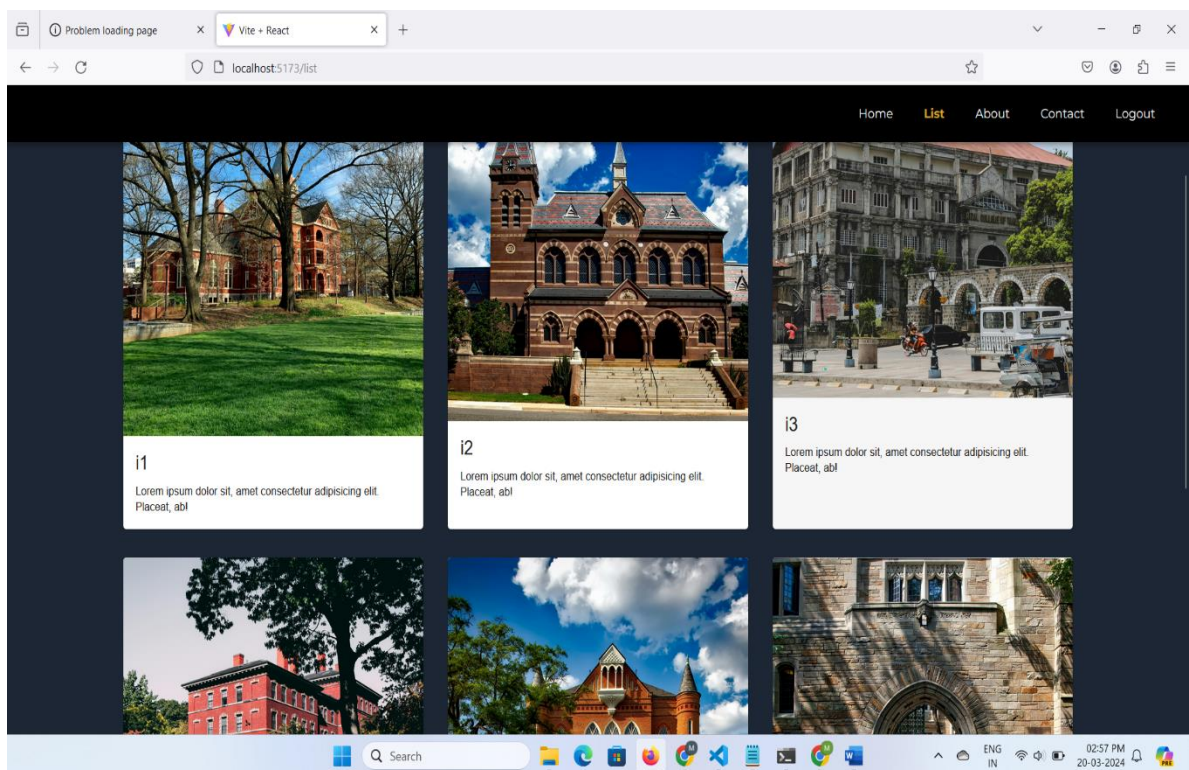 Problem loading page
Vite + React
localhost:5173/list
Home List About Contact Logout
i1
Lorem ipsum dolor sit, amet consectetur adipisicing elit.
Placeat, ab!
i2
Lorem ipsum dolor sit, amet consectetur adipisicing elit.
Placeat, ab!
i3
Lorem ipsum dolor sit, amet consectetur adipisicing elit.
Placeat, ab!
Search
ENG
IN
02:57 PM
20-03-2024
PRE